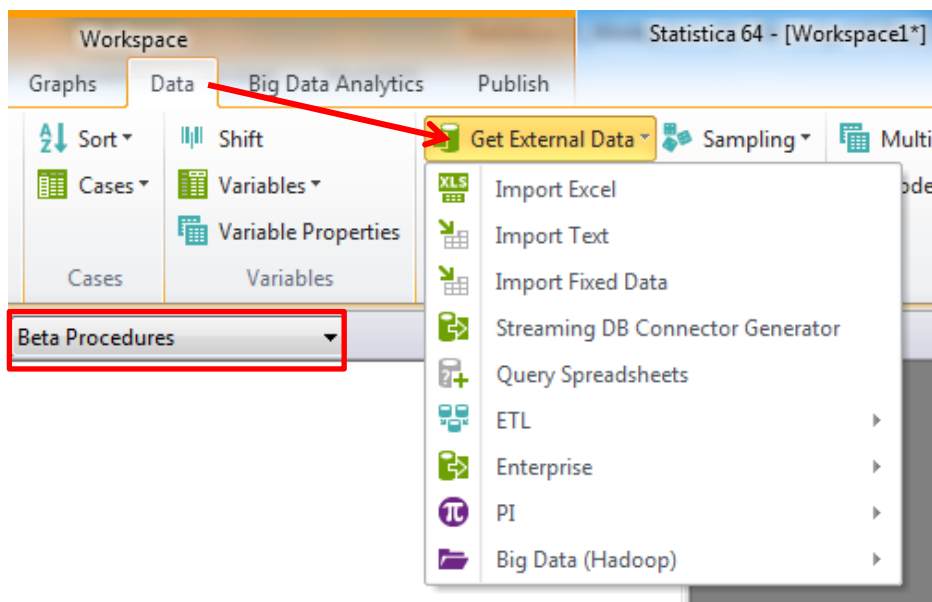 Workspace
Statistica 64 - [Workspace1*]
Graphs Data Big Data Analytics Publish
Sort Shift Get External Data Sampling Multi
Cases Variables
Variable Properties
Cases Variables
Beta Procedures
Import Excel
Import Text
Import Fixed Data
Streaming DB Connector Generator
Query Spreadsheets
ETL
Enterprise
PI
Big Data (Hadoop)